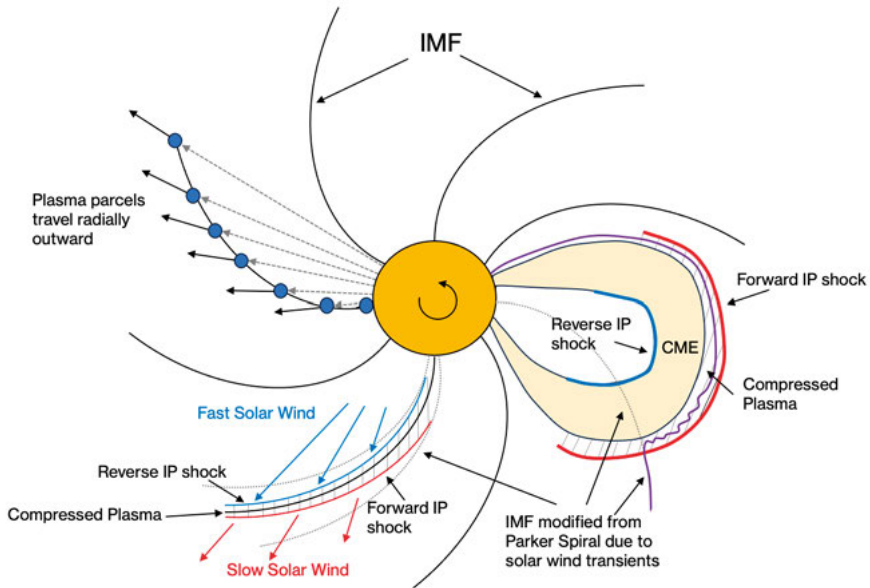 IMF
Plasma parcels
travel radially
outward
Forward IP
shock
Reverse IP
shock
CME
Compressed
Plasma
Fast Solar Wind
Reverse IP shock
Compressed Plasma
Forward IP
shock
Slow Solar Wind
IMF modified from
Parker Spiral due to
solar wind transients